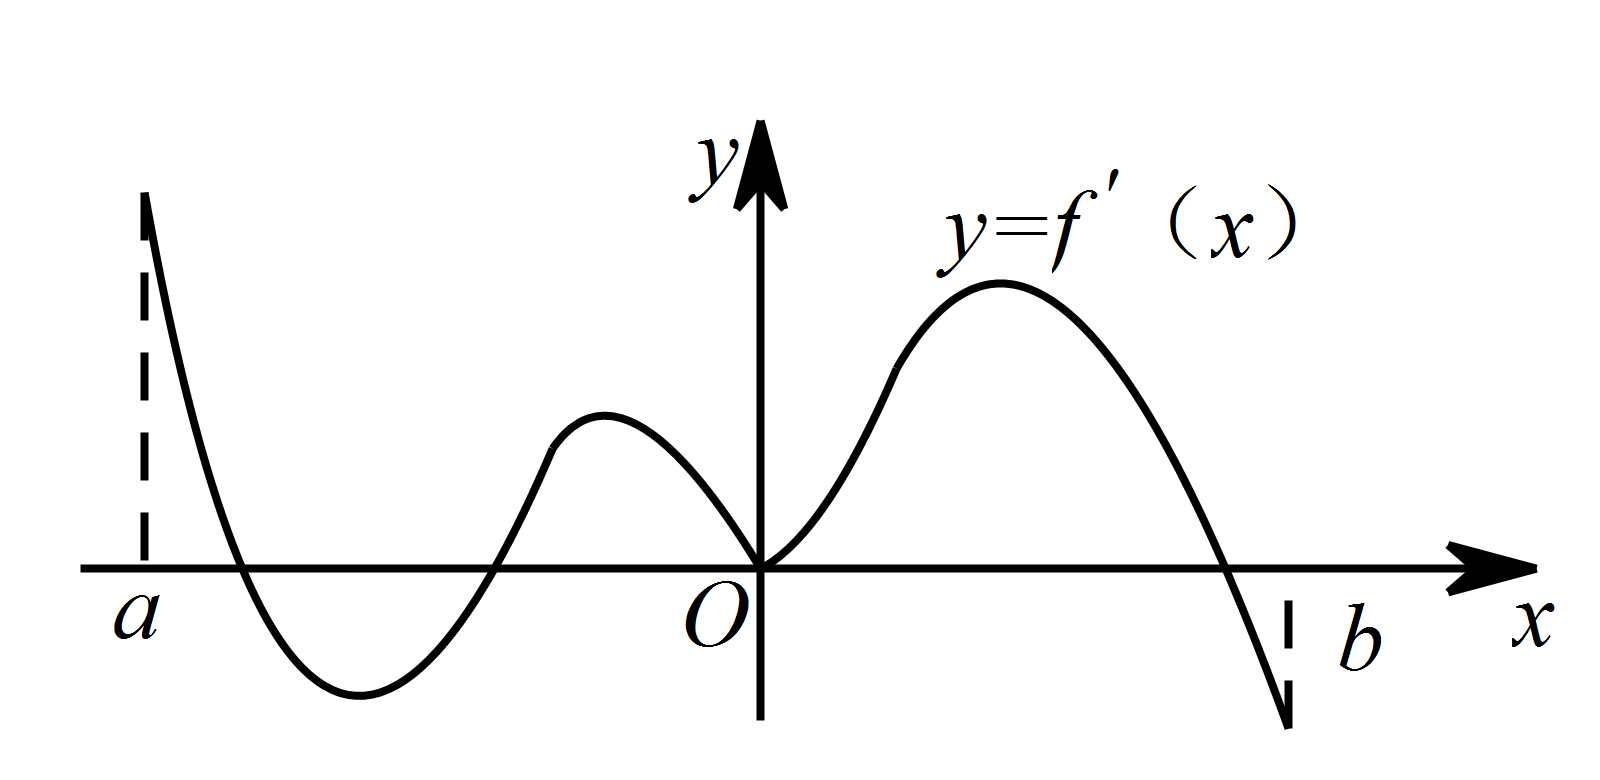 y
y=f′（x）
a
O
b
x